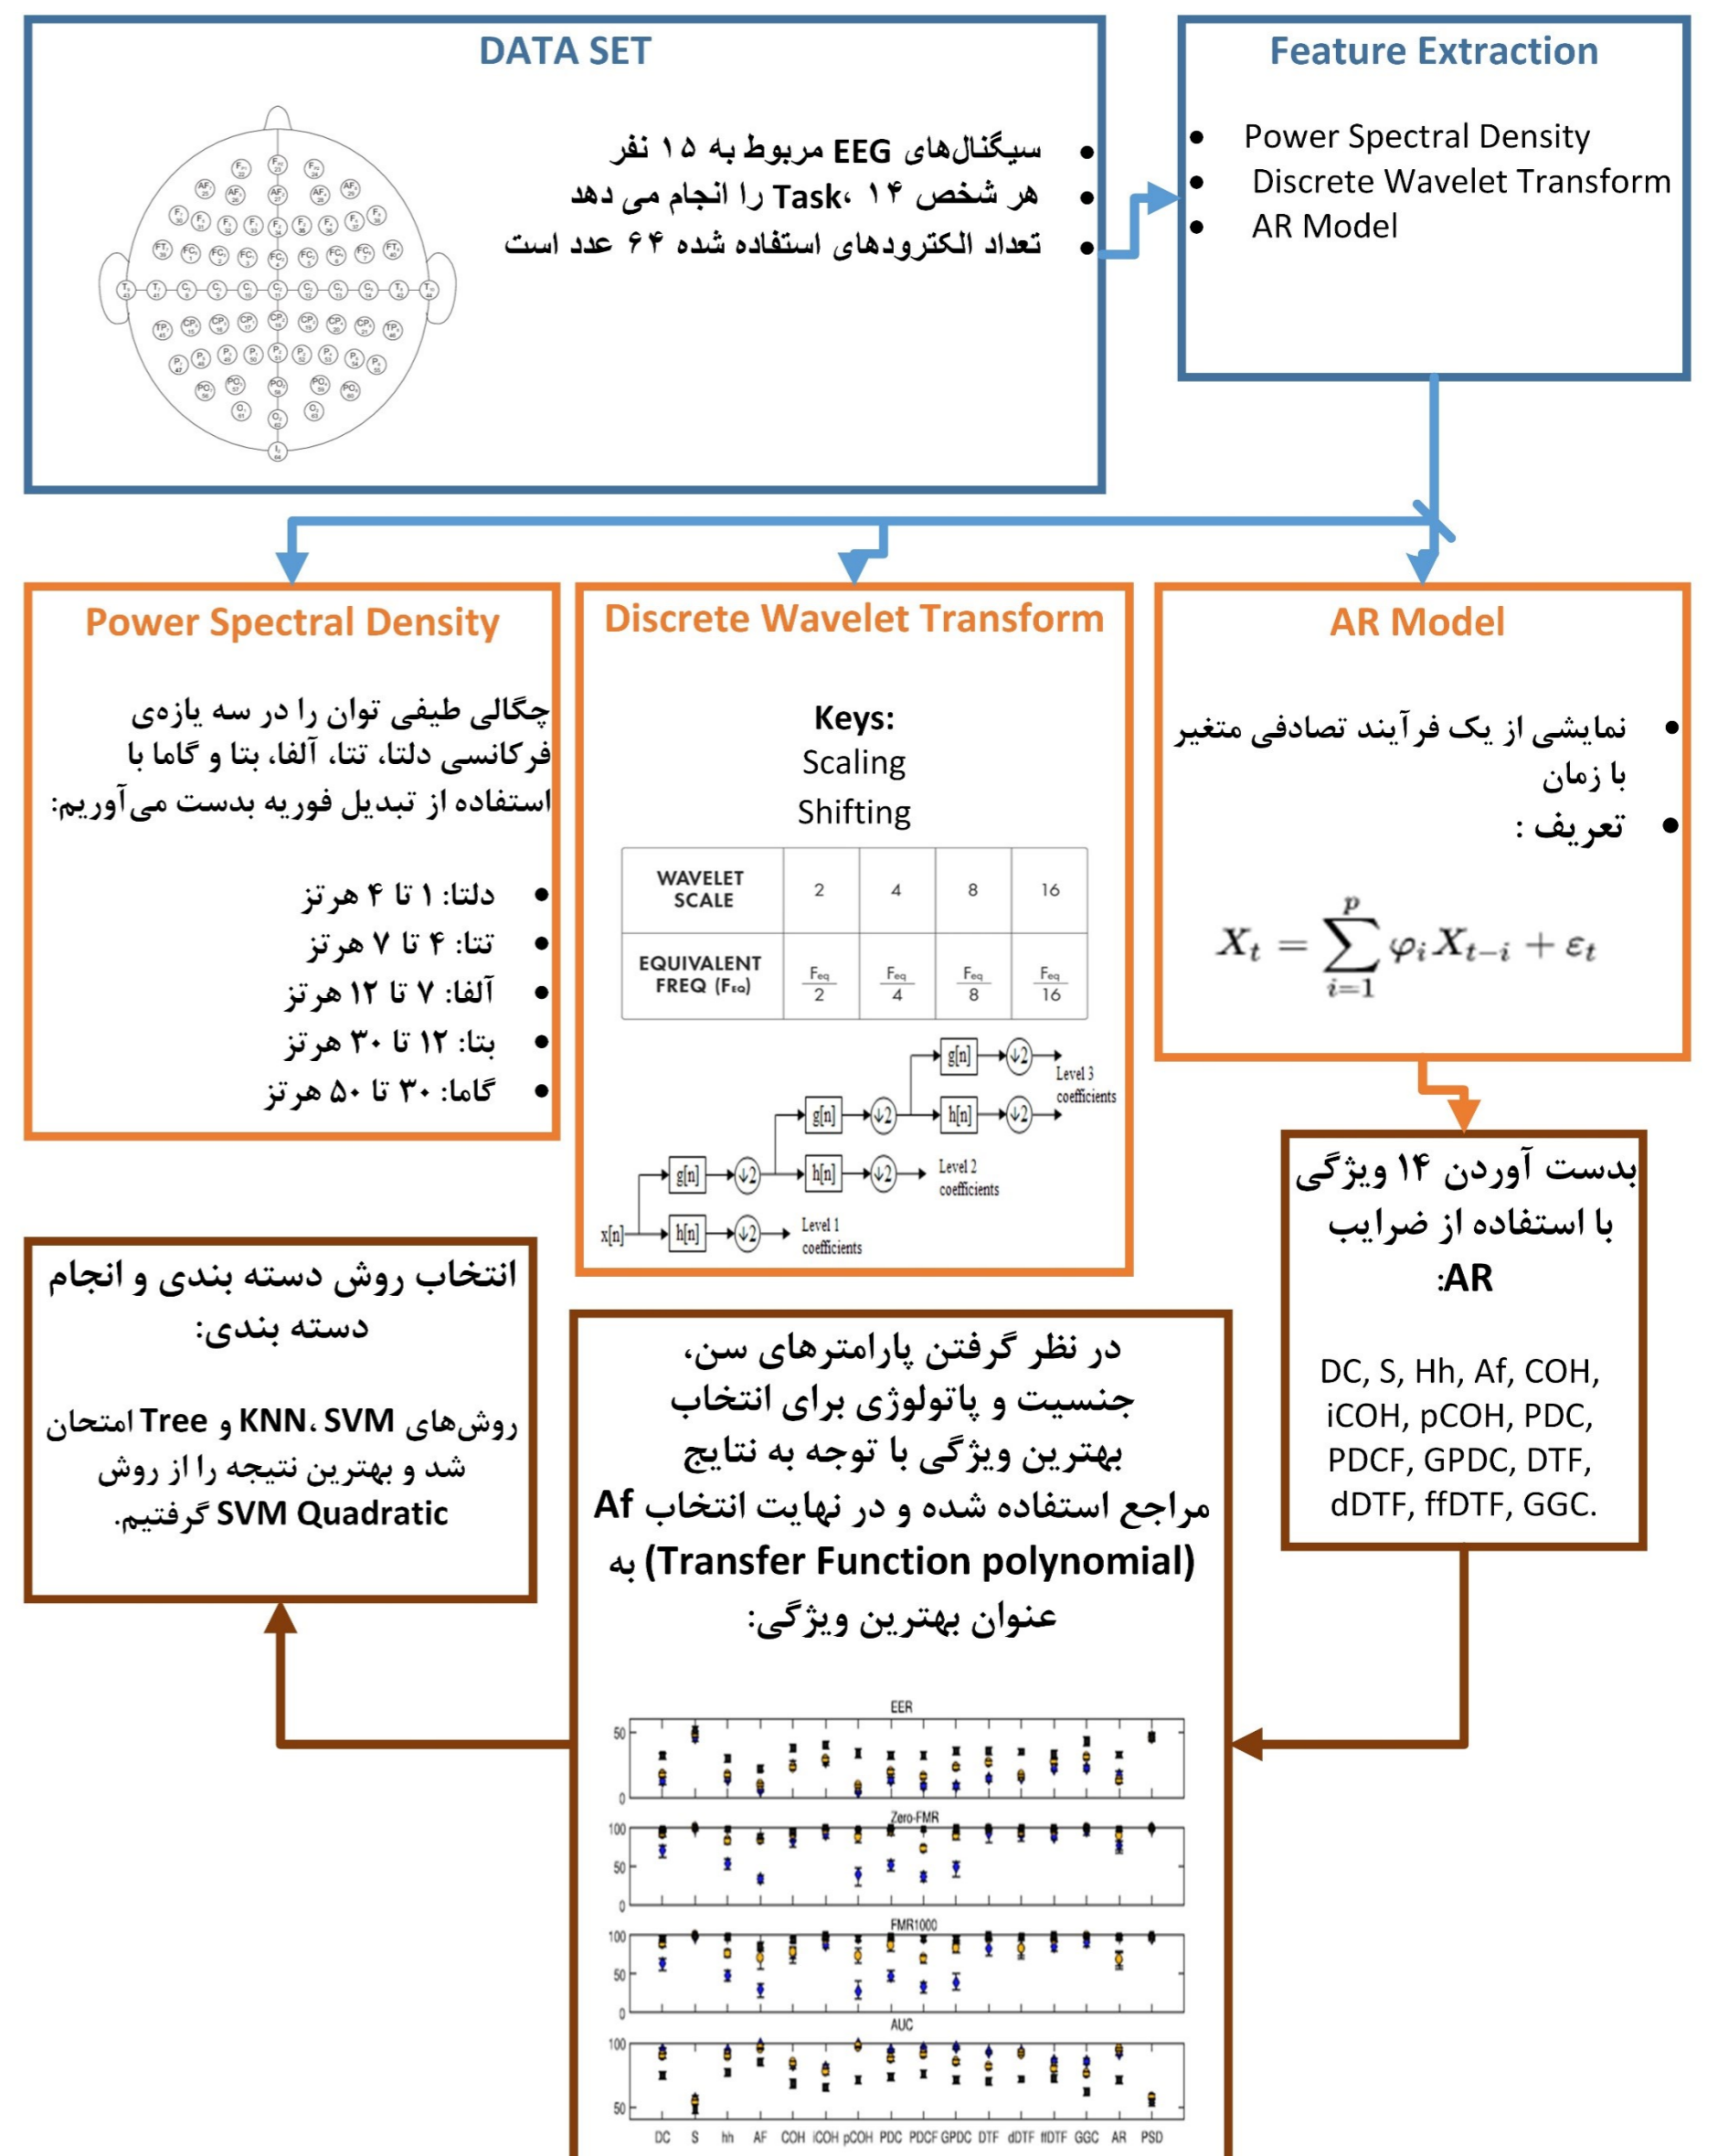 DATA SET
سیگنال‌های EEG مربوط به ۱۵ نفر
هر شخص ۱۴ ،Task را انجام می دهد
تعداد الکترودهای استفاده شده ۶۴ عدد است
Feature Extraction
Power Spectral Density
Discrete Wavelet Transform
AR Model
Power Spectral Density
چگالی طیفی توان را در سه یازه‌ی
فرکانسی دلتا، تتا، آلفا، بتا و گاما با
استفاده از تبدیل فوریه بدست می‌آوریم:
دلتا: ۱ تا ۴ هرتز
تتا: ۴ تا ۷ هرتز
آلفا: ۷ تا ۱۲ هرتز
بتا: ۱۲ تا ۳۰ هرتز
گاما: ۳۰ تا ۵۰ هرتز
Discrete Wavelet Transform
Keys:
Scaling
Shifting
WAVELET SCALE 2 4 8 16
EQUIVALENT FREQ (FEQ) Feq/2 Feq/4 Feq/8 Feq/16
g[n] ↓2
Level 3
coefficients
g[n] ↓2 h[n] ↓2
g[n] ↓2 h[n] ↓2
Level 2
coefficients
x[n] h[n] ↓2
Level 1
coefficients
AR Model
نمایشی از یک فرآیند تصادفی متغیر
با زمان
تعریف :
X_t = ∑_{i=1}^{p} φ_i X_{t−i} + ε_t
بدست آوردن ۱۴ ویژگی
با استفاده از ضرایب
AR:
DC, S, Hh, Af, COH,
iCOH, pCOH, PDC,
PDCF, GPDC, DTF,
dDTF, ffDTF, GGC.
در نظر گرفتن پارامترهای سن،
جنسیت و پاتولوژی برای انتخاب
بهترین ویژگی با توجه به نتایج
مراجع استفاده شده و در نهایت انتخاب Af
(Transfer Function polynomial) به
عنوان بهترین ویژگی:
EER
50
0
Zero-FMR
100
50
0
FMR1000
100
50
0
AUC
100
50
DC S hh AF COH iCOH pCOH PDC PDCF GPDC DTF dDTF ffDTF GGC AR PSD
انتخاب روش دسته بندی و انجام
دسته بندی:
روش‌های KNN، SVM و Tree امتحان
شد و بهترین نتیجه را از روش
SVM Quadratic گرفتیم.